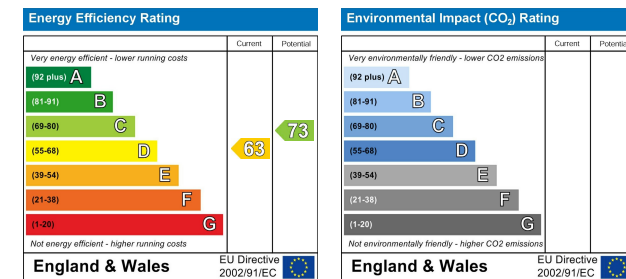 Energy Efficiency Rating
Current Potential
Very energy efficient - lower running costs
(92 plus) A
(81-91) B
(69-80) C
(55-68) D
(39-54) E
(21-38) F
(1-20) G
63
73
Not energy efficient - higher running costs
England & Wales
EU Directive
2002/91/EC
Environmental Impact (CO2) Rating
Current Potential
Very environmentally friendly - lower CO2 emissions
(92 plus) A
(81-91) B
(69-80) C
(55-68) D
(39-54) E
(21-38) F
(1-20) G
Not environmentally friendly - higher CO2 emissions
England & Wales
EU Directive
2002/91/EC